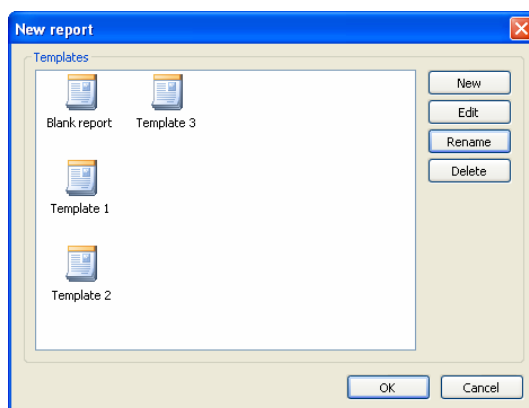 New report
Templates
Blank report
Template 3
Template 1
Template 2
New
Edit
Rename
Delete
OK
Cancel